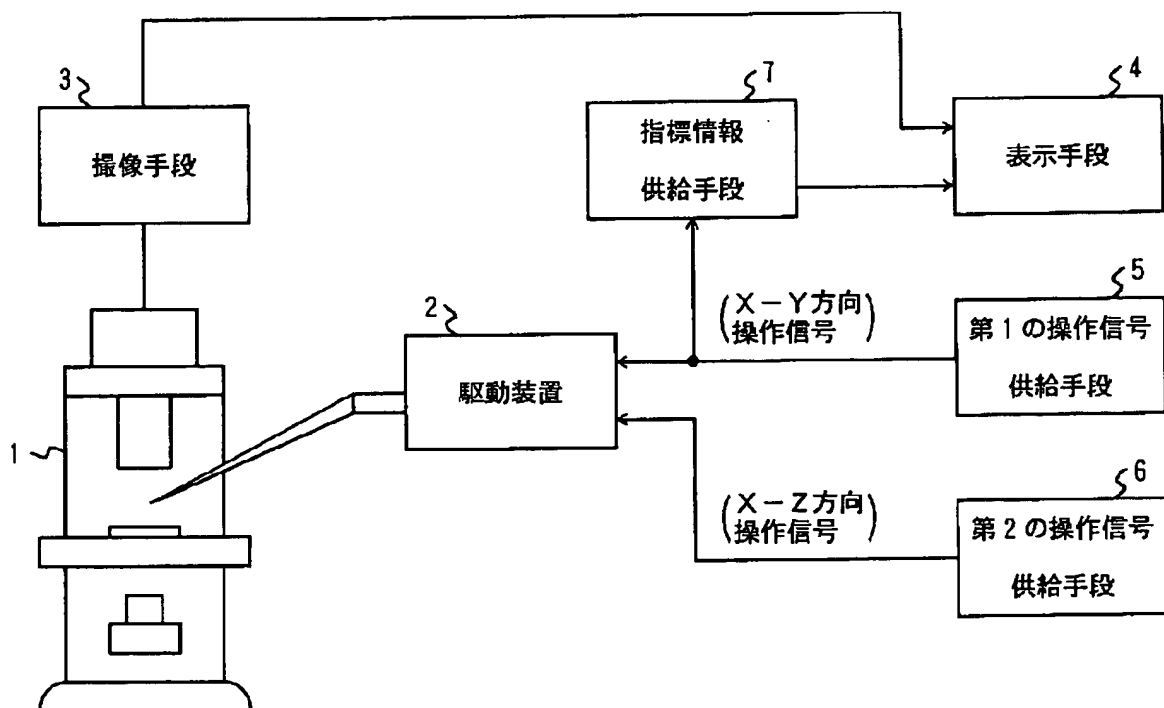 3
撮像手段
7
指標情報
供給手段
4
表示手段
2
駆動装置
(X-Y方向
操作信号)
5
第1の操作信号
供給手段
1
(X-Z方向
操作信号)
6
第2の操作信号
供給手段